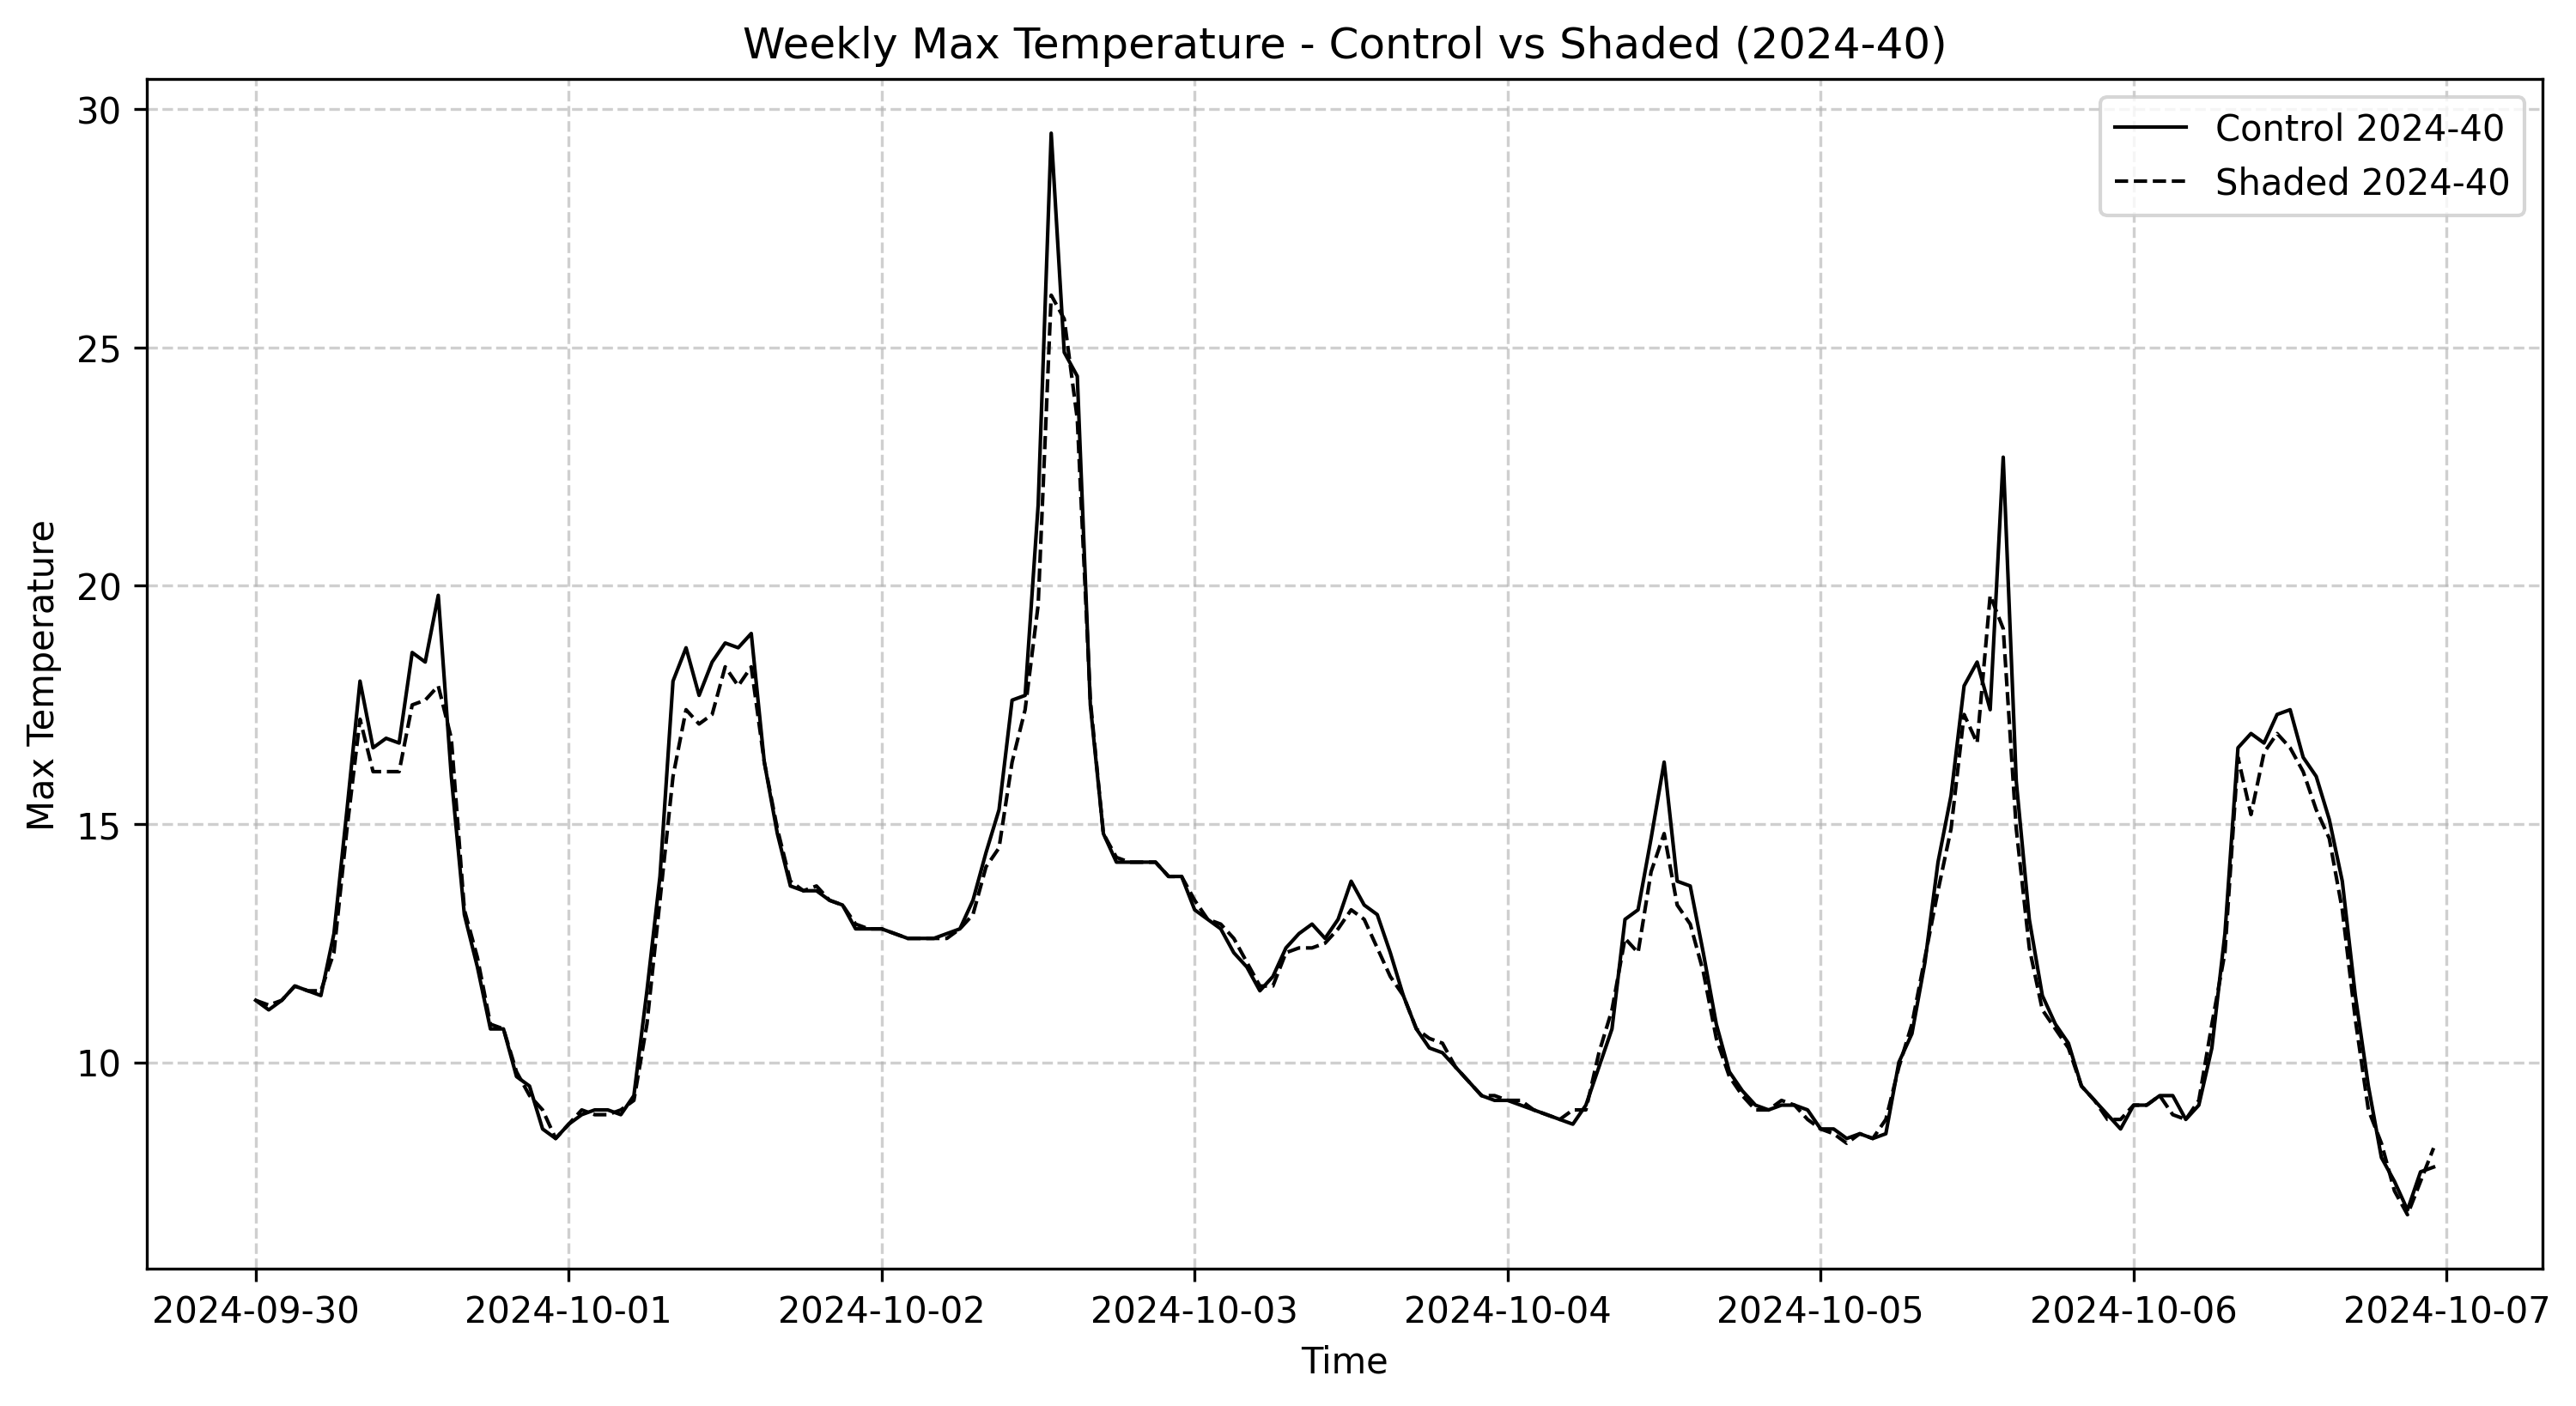 Weekly Max Temperature - Control vs Shaded (2024-40)
Control 2024-40
Shaded 2024-40
Max Temperature
30
25
20
15
10
2024-09-30 2024-10-01 2024-10-02 2024-10-03 2024-10-04 2024-10-05 2024-10-06 2024-10-07
Time